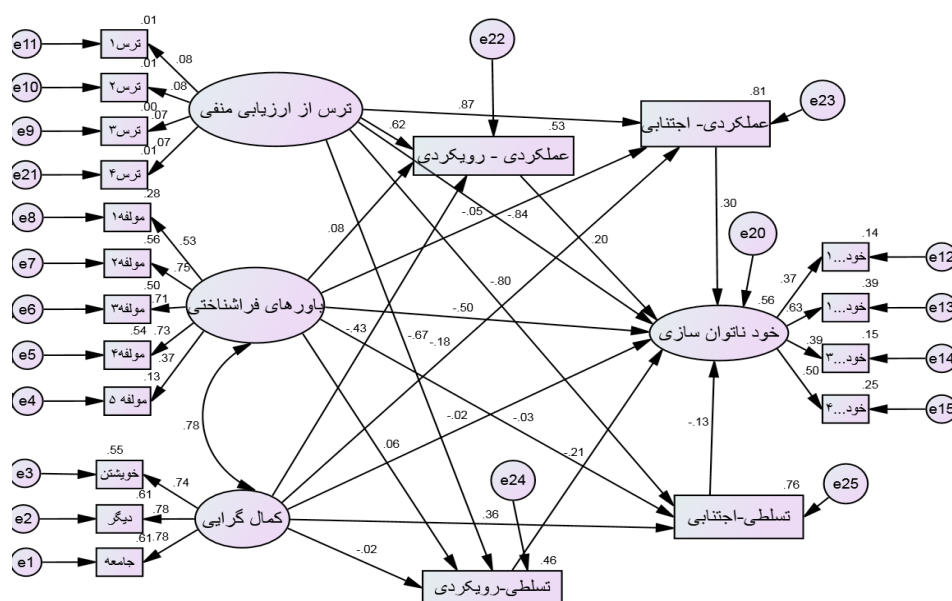 e11
.01
ترس۱
.08
e10
.01
ترس۲
.08
e9
.00
ترس۳
.07
e21
.01
ترس۴
.07
ترس از ارزیابی منفی
e22
.87
.62
.53
عملکردی - رویکردی
.81
عملکردی- اجتنابی
e23
e8
.28
مولفه۱
.53
e7
.56
مولفه۲
.75
e6
.50
مولفه۳
.71
e5
.54
مولفه۴
.73
e4
.13
مولفه ۵
.37
باورهای فراشناختی
.08
-.05
-.84
.20
.30
-.80
-.50
-.43
-.67
-.18
e20
.56
خود ناتوان سازی
.37
.14
خود...۱
e12
.63
.39
خود...۱
e13
.39
.15
خود...۳
e14
.50
.25
خود...۴
e15
.78
-.02
-.03
.06
-.21
-.13
e3
.55
خویشتن
.74
e2
.61
دیگر
.78
e1
.61
جامعه
.78
کمال گرایی
.36
-.02
e24
.46
تسلطی-رویکردی
.76
تسلطی-اجتنابی
e25